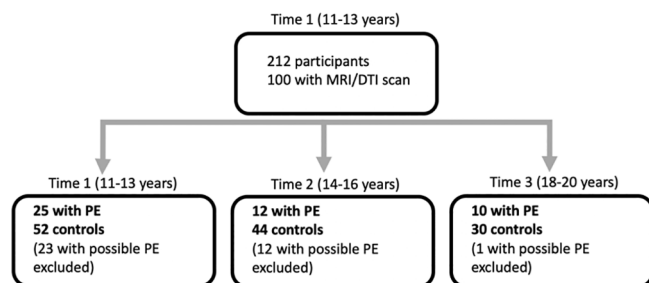 Time 1 (11-13 years)
212 participants
100 with MRI/DTI scan
Time 1 (11-13 years)
25 with PE
52 controls
(23 with possible PE
excluded)
Time 2 (14-16 years)
12 with PE
44 controls
(12 with possible PE
excluded)
Time 3 (18-20 years)
10 with PE
30 controls
(1 with possible PE
excluded)